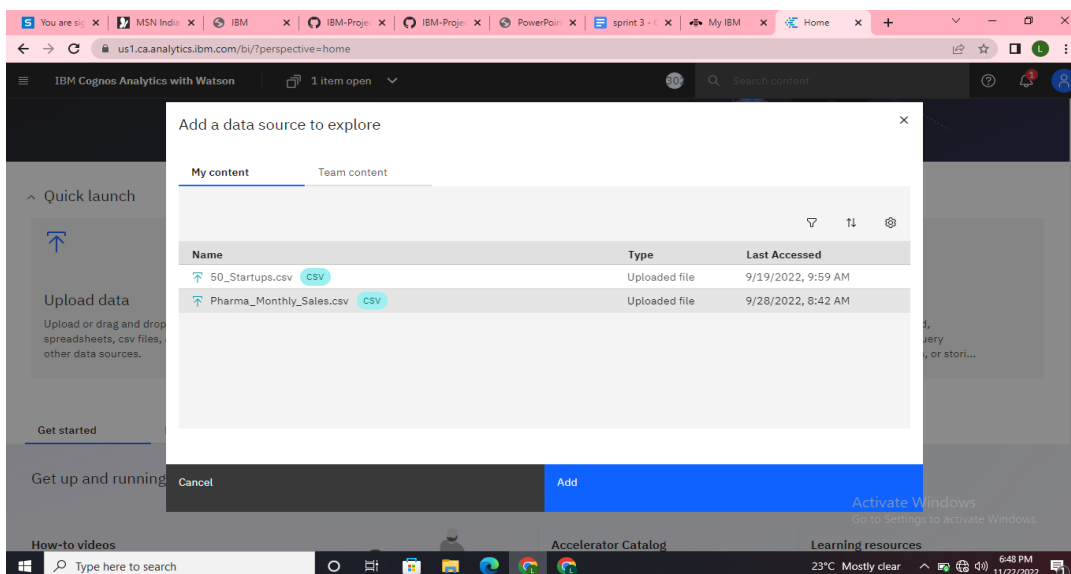 You are sig
MSN India
IBM
IBM-Projec
IBM-Projec
PowerPoin
sprint 3 -
My IBM
Home
us1.ca.analytics.ibm.com/bi/?perspective=home
L
IBM Cognos Analytics with Watson
1 item open
Search content
1
Add a data source to explore
My content
Team content
Quick launch
Name Type Last Accessed
50_Startups.csv CSV Uploaded file 9/19/2022, 9:59 AM
Pharma_Monthly_Sales.csv CSV Uploaded file 9/28/2022, 8:42 AM
Upload data
Upload or drag and drop
spreadsheets, csv files,
other data sources.
, or stori...
Get started
Get up and running
Cancel
Add
Activate Windows
Go to Settings to activate Windows.
How-to videos
Accelerator Catalog
Learning resources
Type here to search
23°C Mostly clear
6:48 PM
11/22/2022